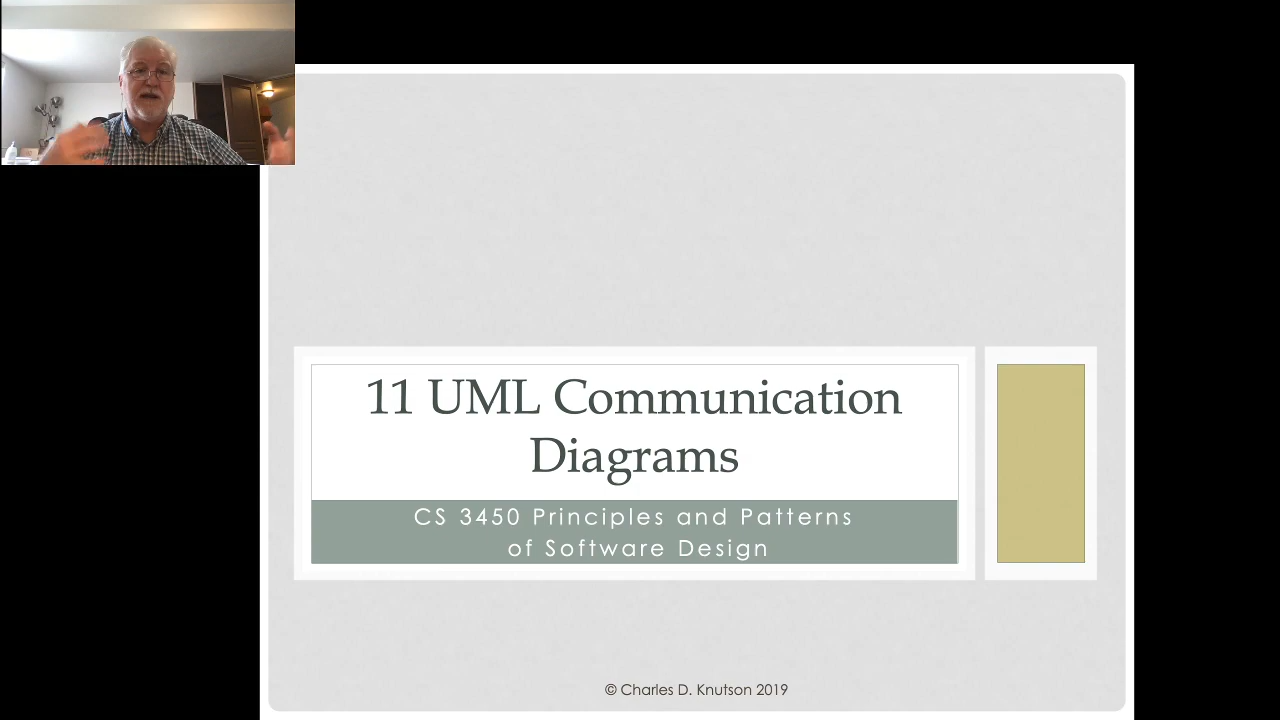 11 UML Communication
Diagrams
CS 3450 Principles and Patterns
of Software Design
© Charles D. Knutson 2019